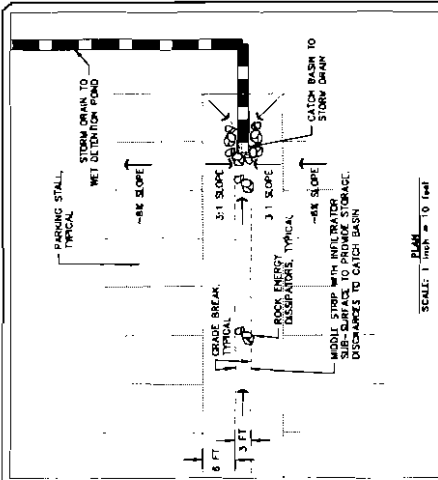 PARKING STALL,
TYPICAL
STORM DRAIN TO
WET DETENTION POND
~8% SLOPE
3:1 SLOPE
3:1 SLOPE
~8% SLOPE
CATCH BASIN TO
STORM DRAIN
GRADE BREAK,
TYPICAL
ROCK ENERGY
DISSIPATORS, TYPICAL
MIDDLE STRIP WITH INFILTRATOR
SUB-SURFACE TO PROVIDE STORAGE,
DISCHARGES TO CATCH BASIN
6 FT
3 FT
PLAN
SCALE: 1 inch = 10 feet